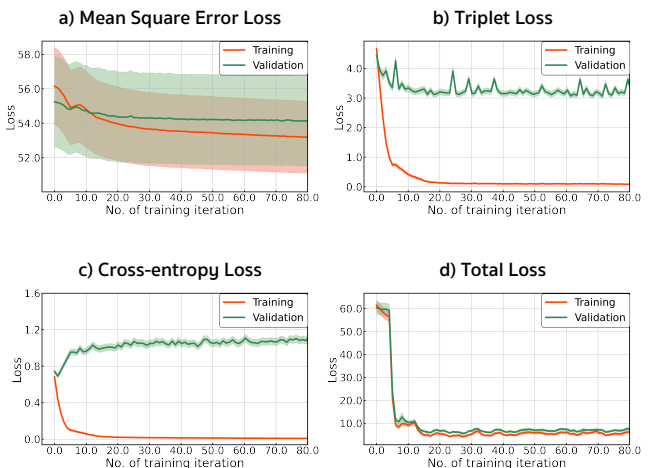 a) Mean Square Error Loss
58.0
56.0
54.0
52.0
Loss
Training
Validation
0.0 10.0 20.0 30.0 40.0 50.0 60.0 70.0 80.0
No. of training iteration
b) Triplet Loss
4.0
3.0
2.0
1.0
0.0
Loss
Training
Validation
0.0 10.0 20.0 30.0 40.0 50.0 60.0 70.0 80.0
No. of training iteration
c) Cross-entropy Loss
1.6
1.2
0.8
0.4
0.0
Loss
Training
Validation
0.0 10.0 20.0 30.0 40.0 50.0 60.0 70.0 80.0
No. of training iteration
d) Total Loss
60.0
50.0
40.0
30.0
20.0
10.0
Loss
Training
Validation
0.0 10.0 20.0 30.0 40.0 50.0 60.0 70.0 80.0
No. of training iteration